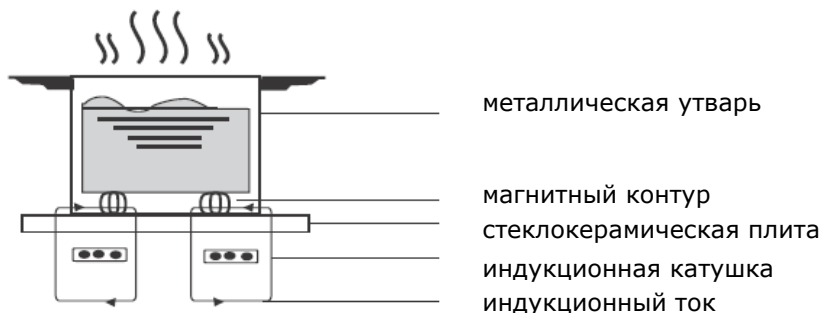 металлическая утварь
магнитный контур
стеклокерамическая плита
индукционная катушка
индукционный ток